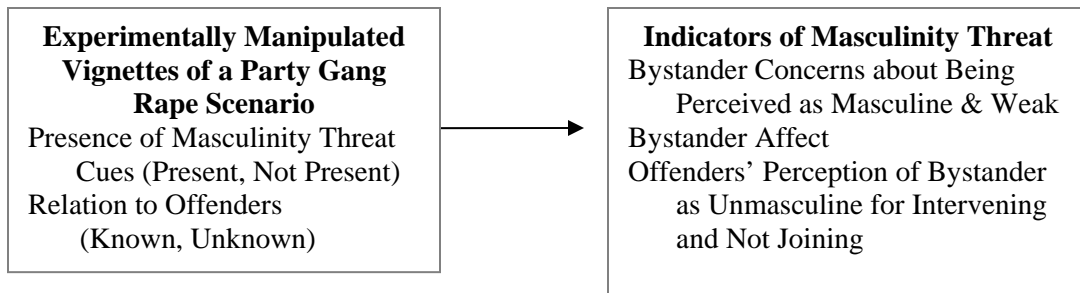 Experimentally Manipulated
Vignettes of a Party Gang
Rape Scenario
Presence of Masculinity Threat
Cues (Present, Not Present)
Relation to Offenders
(Known, Unknown)
Indicators of Masculinity Threat
Bystander Concerns about Being
Perceived as Masculine & Weak
Bystander Affect
Offenders’ Perception of Bystander
as Unmasculine for Intervening
and Not Joining